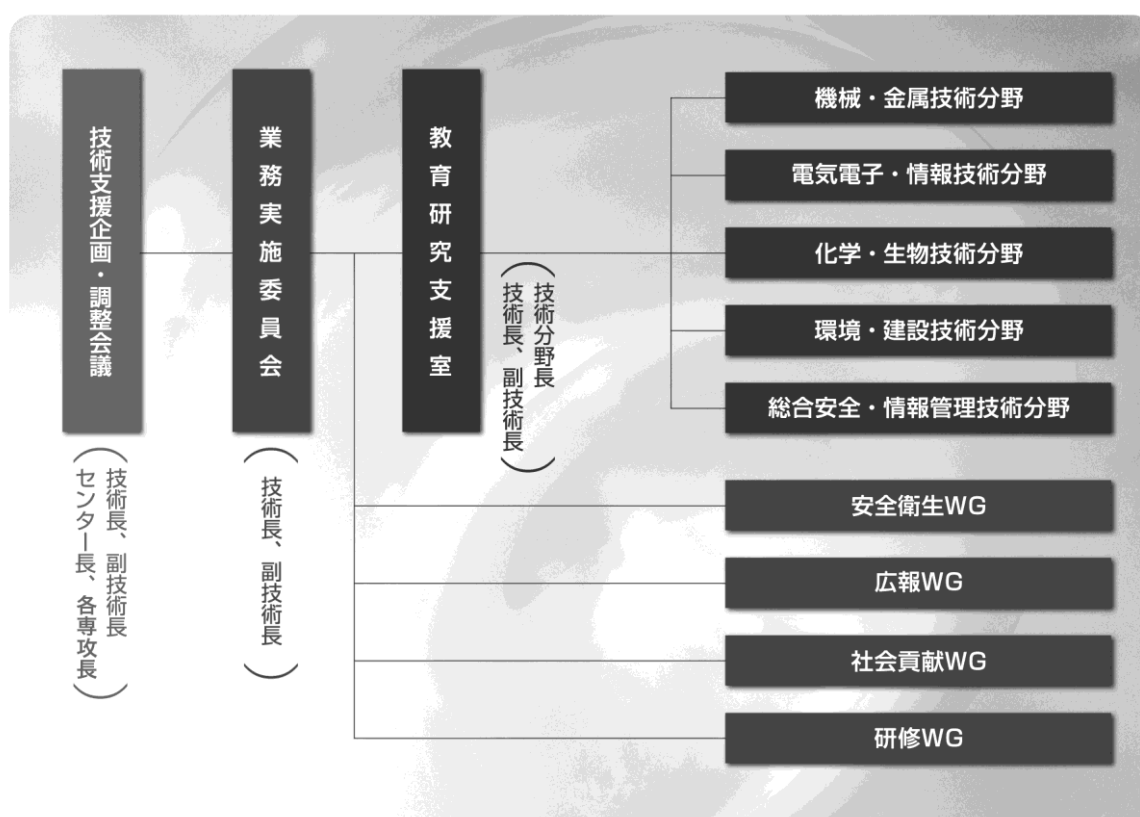 技術支援企画・調整会議
(技術長、副技術長
センター長、各専攻長)
業務実施委員会
(技術長、副技術長)
教育研究支援室
(技術分野長
技術長、副技術長)
機械・金属技術分野
電気電子・情報技術分野
化学・生物技術分野
環境・建設技術分野
総合安全・情報管理技術分野
安全衛生WG
広報WG
社会貢献WG
研修WG